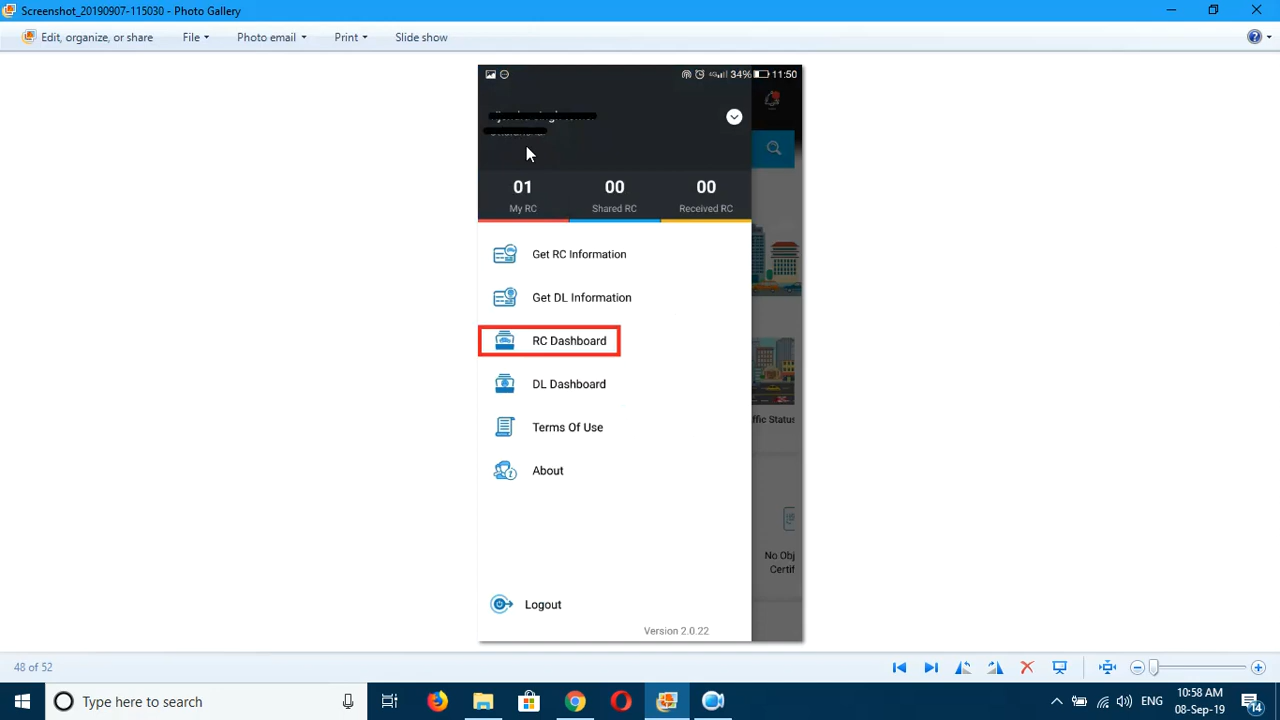 Screenshot_20190907-115030 - Photo Gallery
Edit, organize, or share File Photo email Print Slide show
34% 11:50
01 00 00
My RC Shared RC Received RC
Get RC Information
Get DL Information
RC Dashboard
DL Dashboard
ffic Status
Terms Of Use
About
No Obj
Certifi
Logout
Version 2.0.22
48 of 52
Type here to search
ENG
10:58 AM
08-Sep-19
14